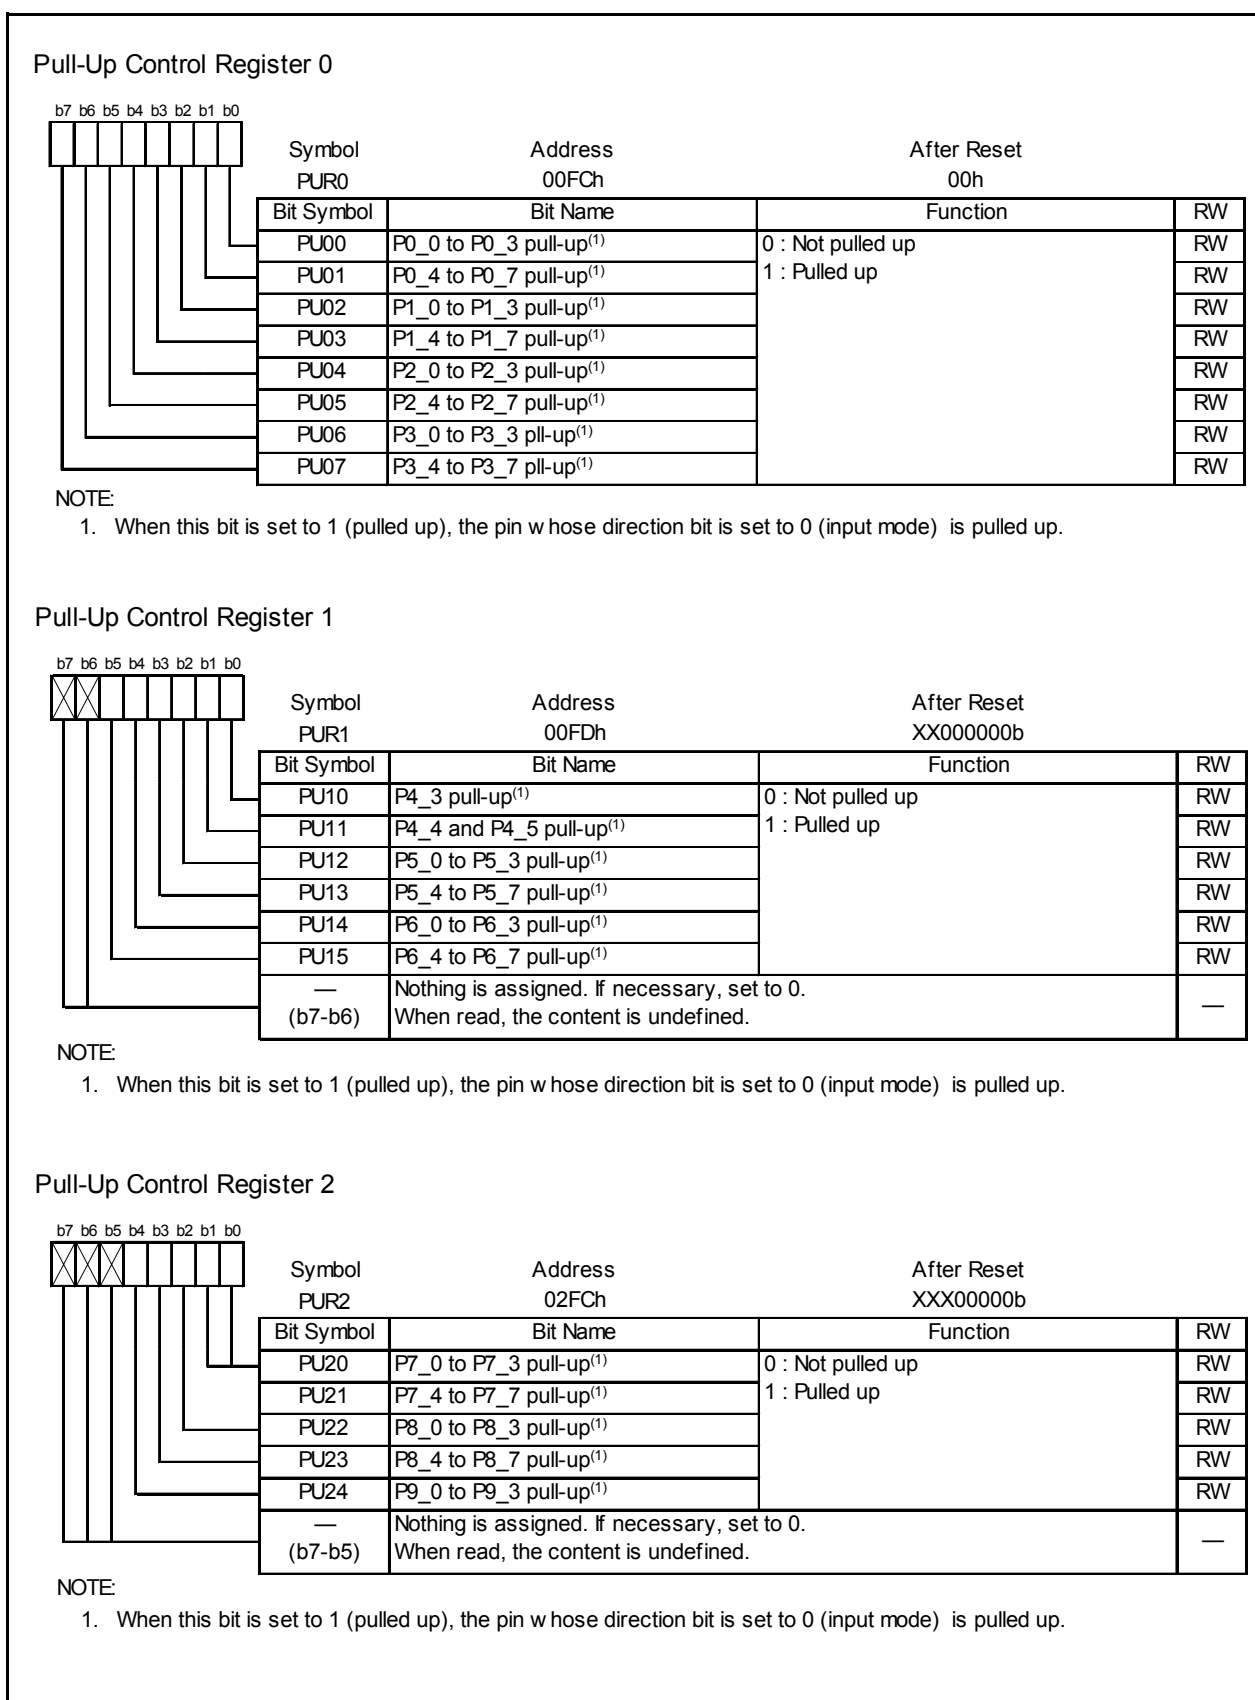 Pull-Up Control Register 0
b7 b6 b5 b4 b3 b2 b1 b0
Symbol Address After Reset
PUR0 00FCh 00h
Bit Symbol Bit Name Function RW
PU00 P0_0 to P0_3 pull-up(1) 0 : Not pulled up RW
PU01 P0_4 to P0_7 pull-up(1) 1 : Pulled up RW
PU02 P1_0 to P1_3 pull-up(1) RW
PU03 P1_4 to P1_7 pull-up(1) RW
PU04 P2_0 to P2_3 pull-up(1) RW
PU05 P2_4 to P2_7 pull-up(1) RW
PU06 P3_0 to P3_3 pll-up(1) RW
PU07 P3_4 to P3_7 pll-up(1) RW
NOTE:
1. When this bit is set to 1 (pulled up), the pin w hose direction bit is set to 0 (input mode) is pulled up.
Pull-Up Control Register 1
b7 b6 b5 b4 b3 b2 b1 b0
Symbol Address After Reset
PUR1 00FDh XX000000b
Bit Symbol Bit Name Function RW
PU10 P4_3 pull-up(1) 0 : Not pulled up RW
PU11 P4_4 and P4_5 pull-up(1) 1 : Pulled up RW
PU12 P5_0 to P5_3 pull-up(1) RW
PU13 P5_4 to P5_7 pull-up(1) RW
PU14 P6_0 to P6_3 pull-up(1) RW
PU15 P6_4 to P6_7 pull-up(1) RW
— Nothing is assigned. If necessary, set to 0. —
(b7-b6) When read, the content is undefined.
NOTE:
1. When this bit is set to 1 (pulled up), the pin w hose direction bit is set to 0 (input mode) is pulled up.
Pull-Up Control Register 2
b7 b6 b5 b4 b3 b2 b1 b0
Symbol Address After Reset
PUR2 02FCh XXX00000b
Bit Symbol Bit Name Function RW
PU20 P7_0 to P7_3 pull-up(1) 0 : Not pulled up RW
PU21 P7_4 to P7_7 pull-up(1) 1 : Pulled up RW
PU22 P8_0 to P8_3 pull-up(1) RW
PU23 P8_4 to P8_7 pull-up(1) RW
PU24 P9_0 to P9_3 pull-up(1) RW
— Nothing is assigned. If necessary, set to 0. —
(b7-b5) When read, the content is undefined.
NOTE:
1. When this bit is set to 1 (pulled up), the pin w hose direction bit is set to 0 (input mode) is pulled up.